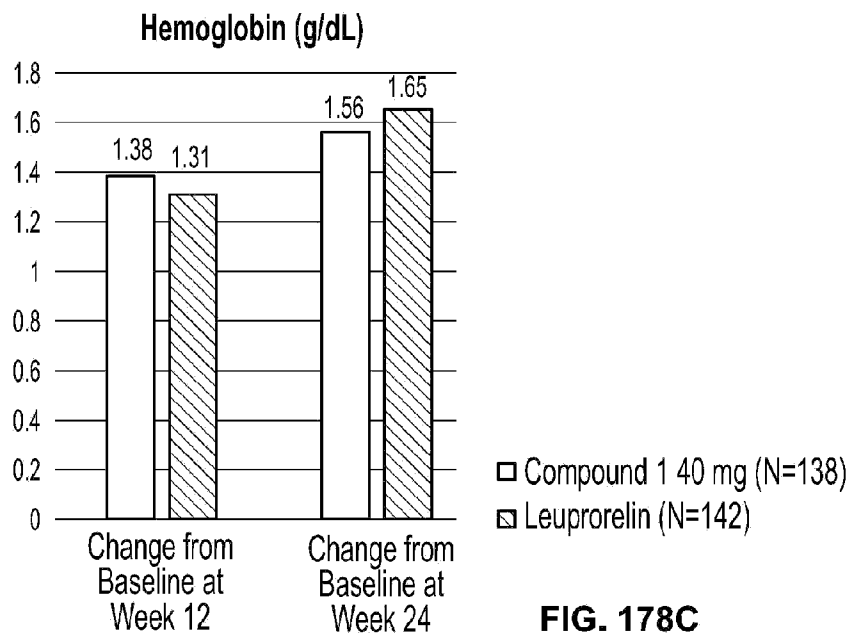 Hemoglobin (g/dL)
1.8
1.6
1.4
1.2
1
0.8
0.6
0.4
0.2
0
1.38
1.31
1.56
1.65
Change from
Baseline at
Week 12
Change from
Baseline at
Week 24
Compound 1 40 mg (N=138)
Leuprorelin (N=142)
FIG. 178C